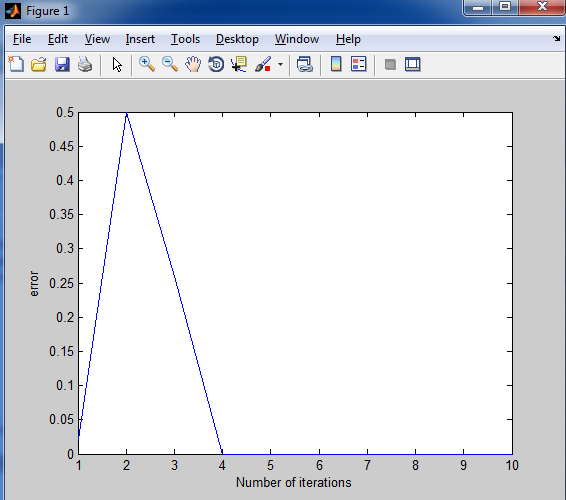 Figure 1
File Edit View Insert Tools Desktop Window Help
0.5
0.45
0.4
0.35
0.3
0.25
0.2
0.15
0.1
0.05
0
error
1 2 3 4 5 6 7 8 9 10
Number of iterations